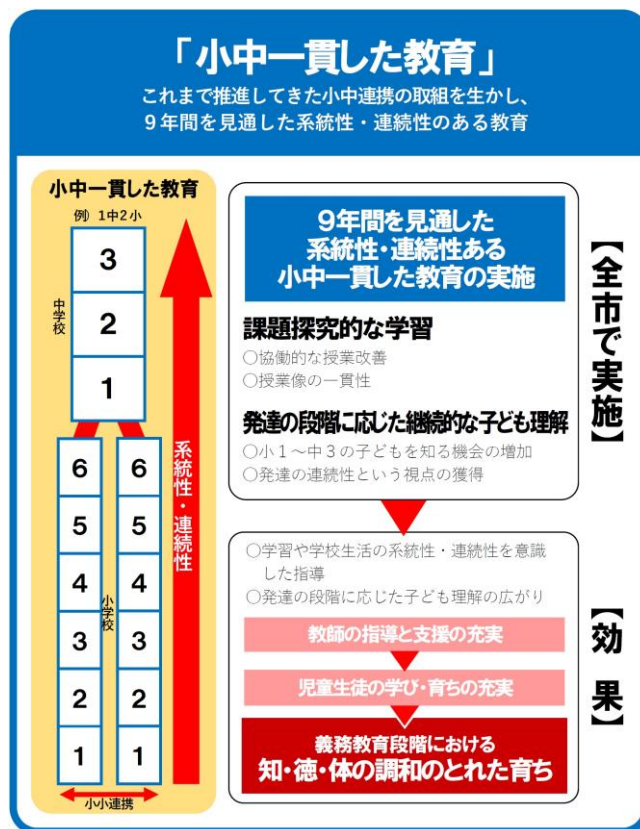 「小中一貫した教育」
これまで推進してきた小中連携の取組を生かし、
９年間を見通した系統性・連続性のある教育
小中一貫した教育
例）1中2小
中学校
3
2
1
小学校
6 6
5 5
4 4
3 3
2 2
1 1
小小連携
系統性・連続性
９年間を見通した
系統性・連続性ある
小中一貫した教育の実施
課題探究的な学習
○協働的な授業改善
○授業像の一貫性
発達の段階に応じた継続的な子ども理解
○小１～中３の子どもを知る機会の増加
○発達の連続性という視点の獲得
【全市で実施】
○学習や学校生活の系統性・連続性を意識
した指導
○発達の段階に応じた子ども理解の広がり
教師の指導と支援の充実
児童生徒の学び・育ちの充実
義務教育段階における
知・徳・体の調和のとれた育ち
【効果】